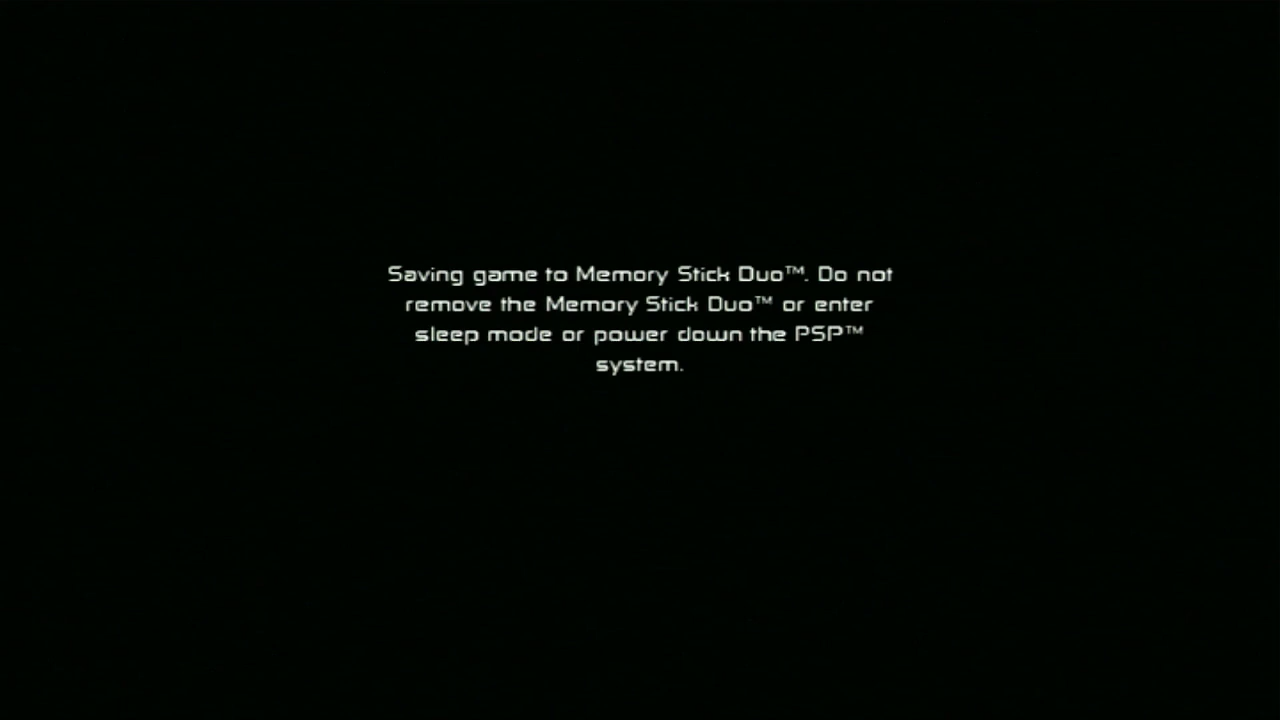 Saving game to Memory Stick Duo™. Do not
remove the Memory Stick Duo™ or enter
sleep mode or power down the PSP™
system.